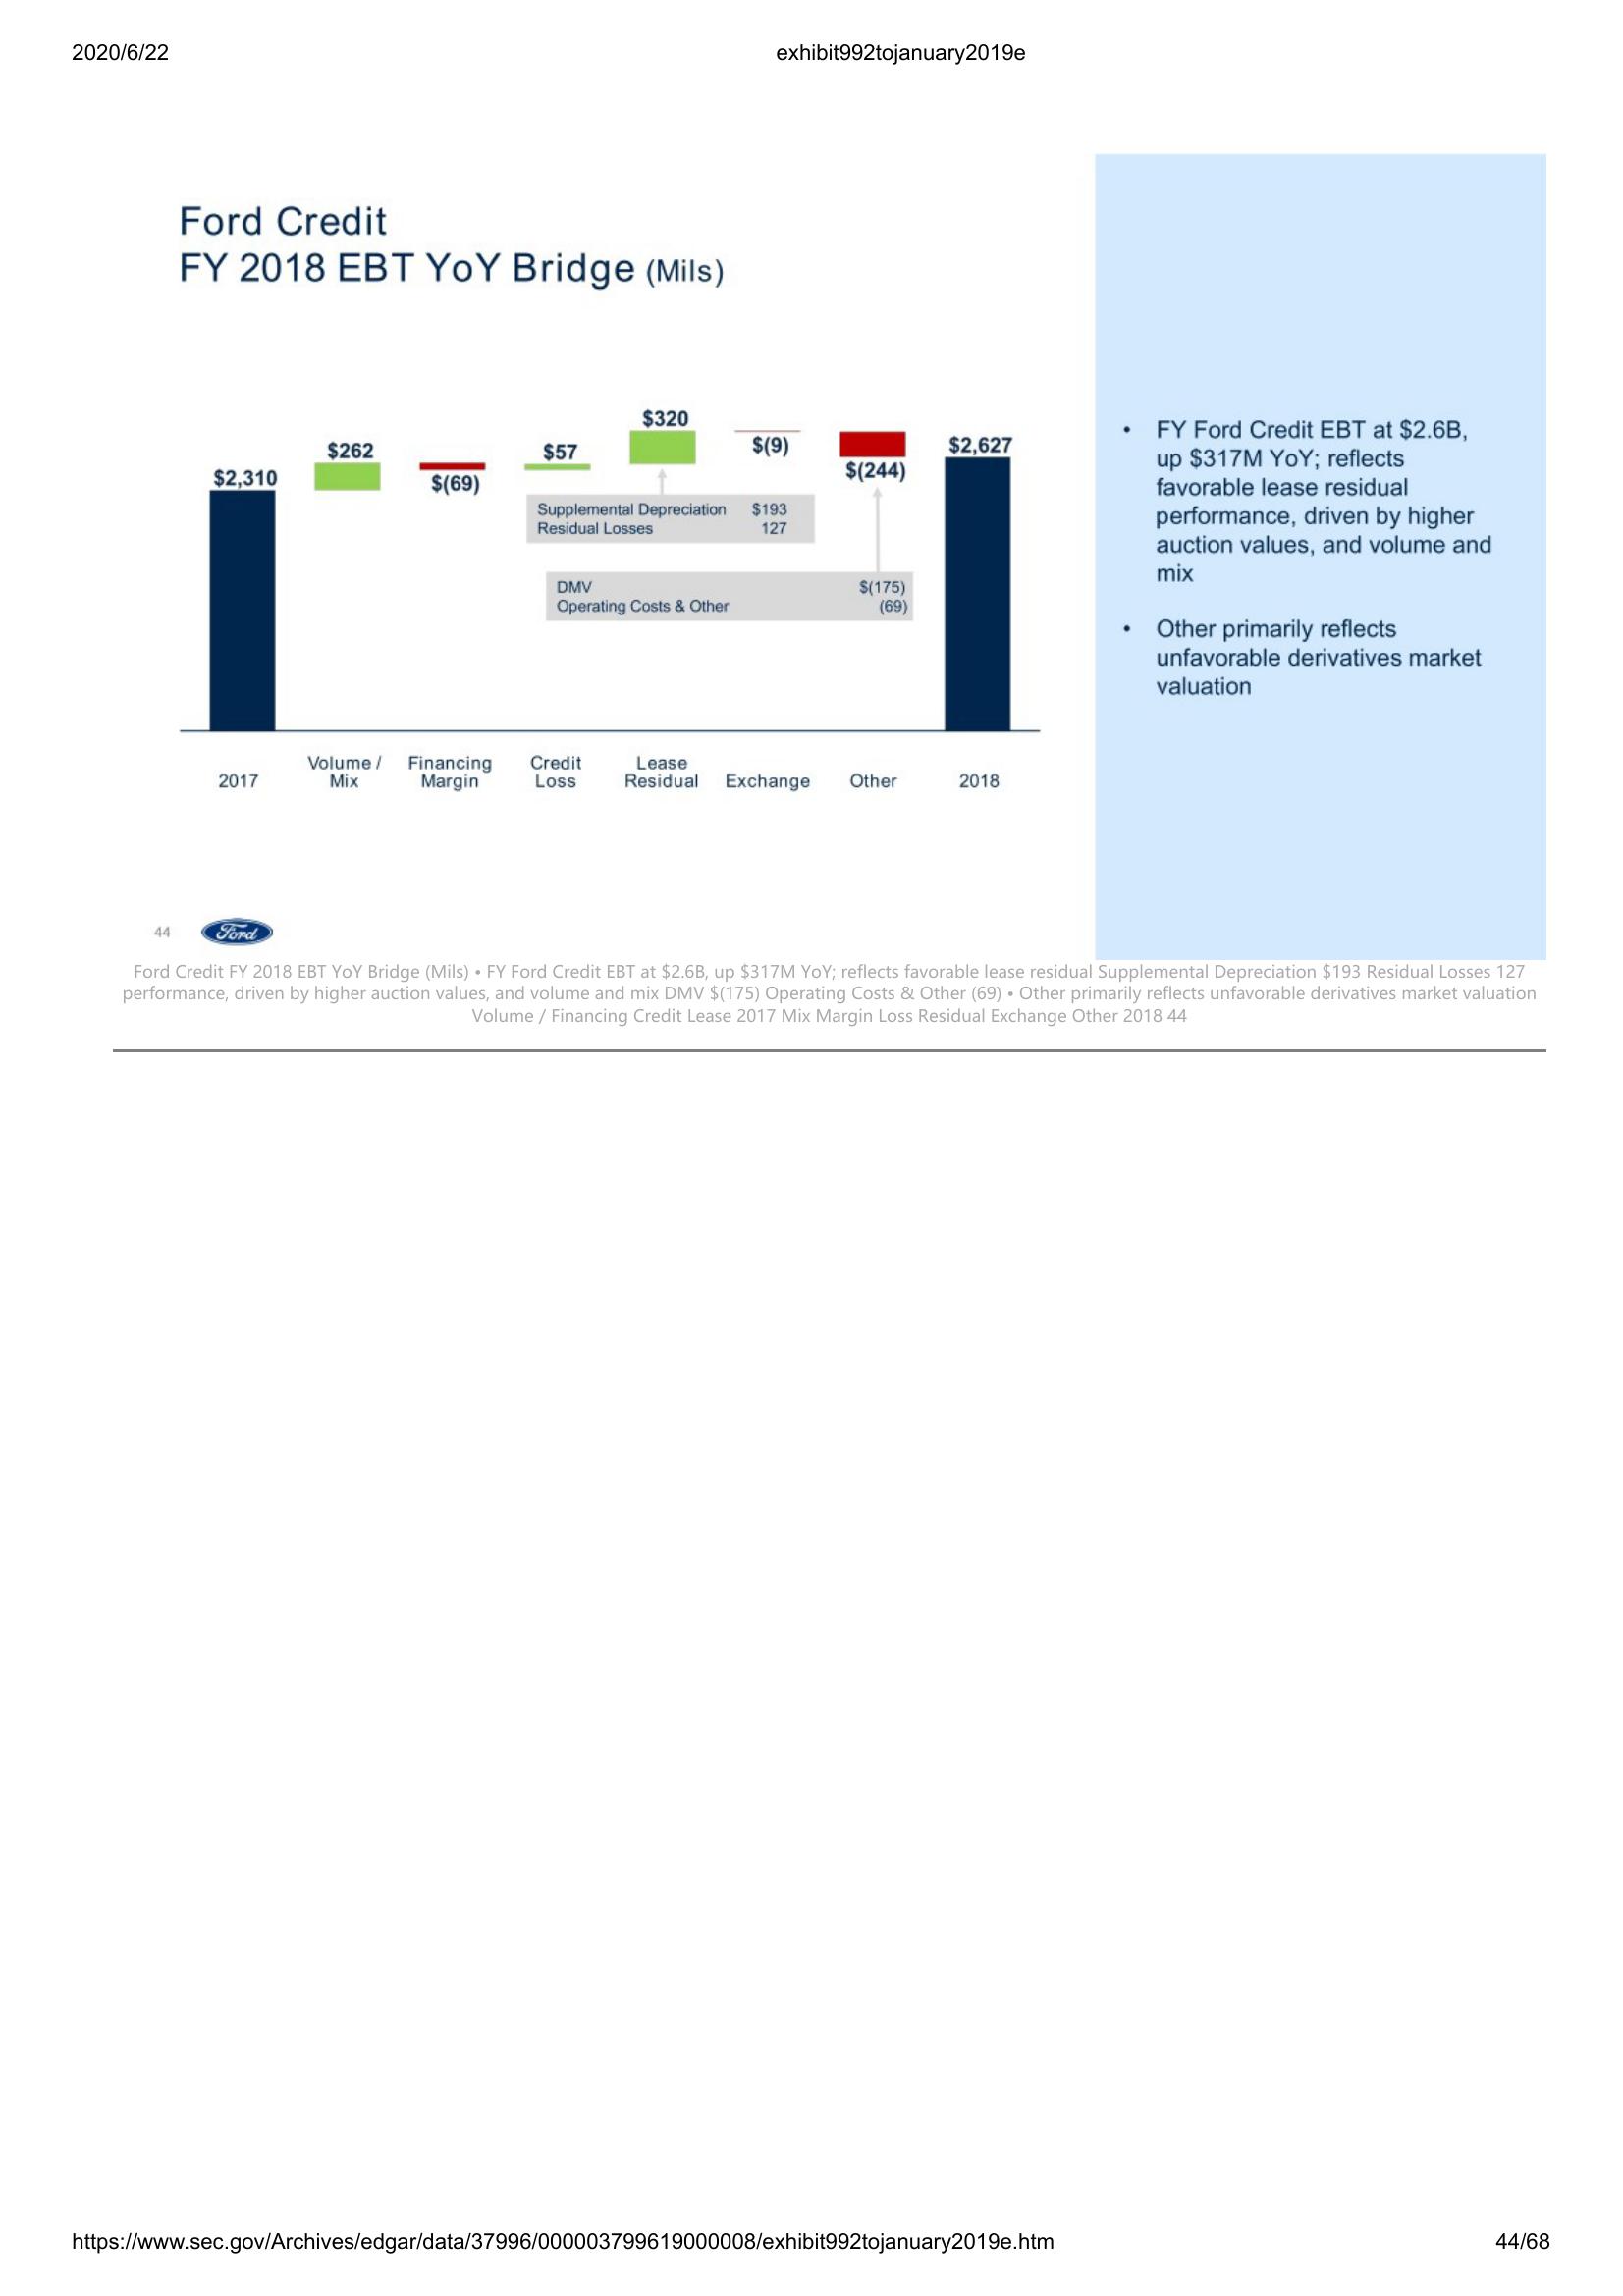 2020/6/22
exhibit992tojanuary2019e
Ford Credit
FY 2018 EBT YoY Bridge (Mils)
$2,310
$262
$(69)
$57
$320
$(9)
$(244)
$2,627
Supplemental Depreciation $193
Residual Losses 127
DMV $(175)
Operating Costs & Other (69)
2017
Volume /
Mix
Financing
Margin
Credit
Loss
Lease
Residual
Exchange
Other
2018
• FY Ford Credit EBT at $2.6B,
up $317M YoY; reflects
favorable lease residual
performance, driven by higher
auction values, and volume and
mix
• Other primarily reflects
unfavorable derivatives market
valuation
44
Ford
Ford Credit FY 2018 EBT YoY Bridge (Mils) • FY Ford Credit EBT at $2.6B, up $317M YoY; reflects favorable lease residual Supplemental Depreciation $193 Residual Losses 127
performance, driven by higher auction values, and volume and mix DMV $(175) Operating Costs & Other (69) • Other primarily reflects unfavorable derivatives market valuation
Volume / Financing Credit Lease 2017 Mix Margin Loss Residual Exchange Other 2018 44
https://www.sec.gov/Archives/edgar/data/37996/000003799619000008/exhibit992tojanuary2019e.htm
44/68